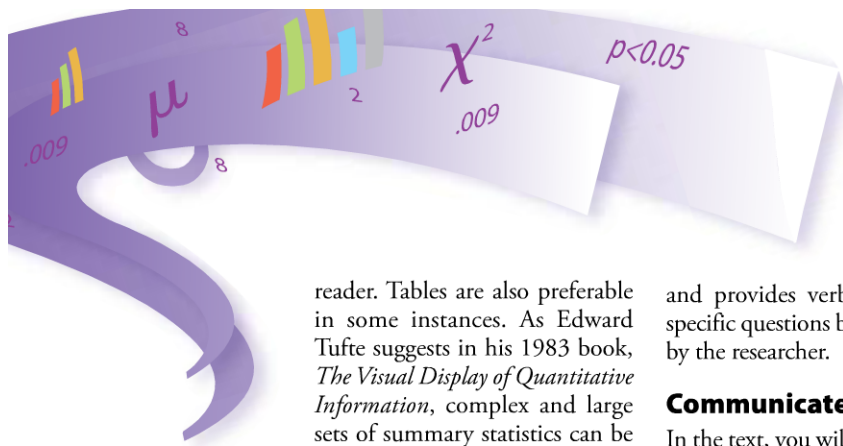 8
μ
2
χ²
p<0.05
.009
.009
8
2
reader. Tables are also preferable
in some instances. As Edward
Tufte suggests in his 1983 book,
The Visual Display of Quantitative
Information, complex and large
sets of summary statistics can be
and provides verb
specific questions b
by the researcher.
Communicate
In the text, you wil